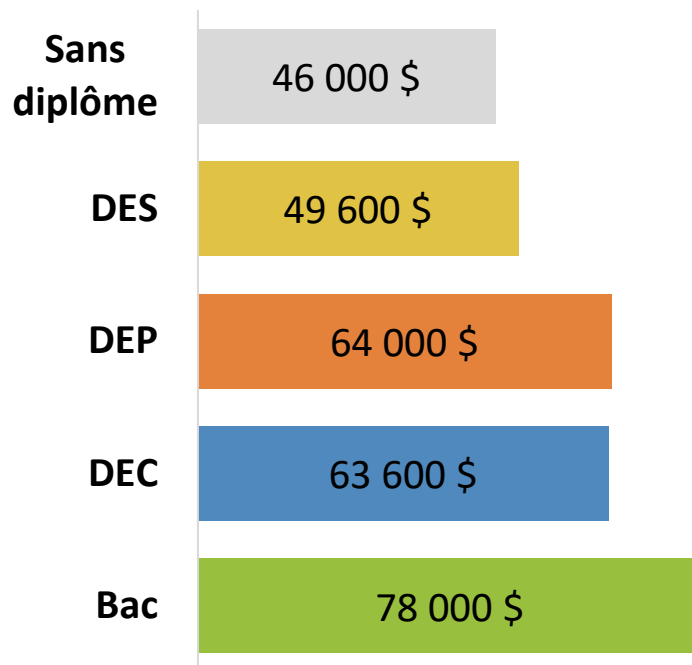 Sans
diplôme
46 000 $
DES
49 600 $
DEP
64 000 $
DEC
63 600 $
Bac
78 000 $